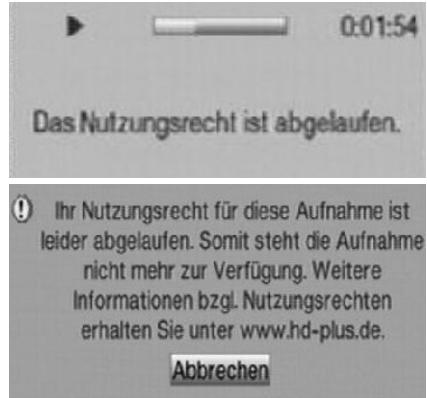 0:01:54
Das Nutzungsrecht ist abgelaufen.
Ihr Nutzungsrecht für diese Aufnahme ist
leider abgelaufen. Somit steht die Aufnahme
nicht mehr zur Verfügung. Weitere
Informationen bzgl. Nutzungsrechten
erhalten Sie unter www.hd-plus.de.
Abbrechen